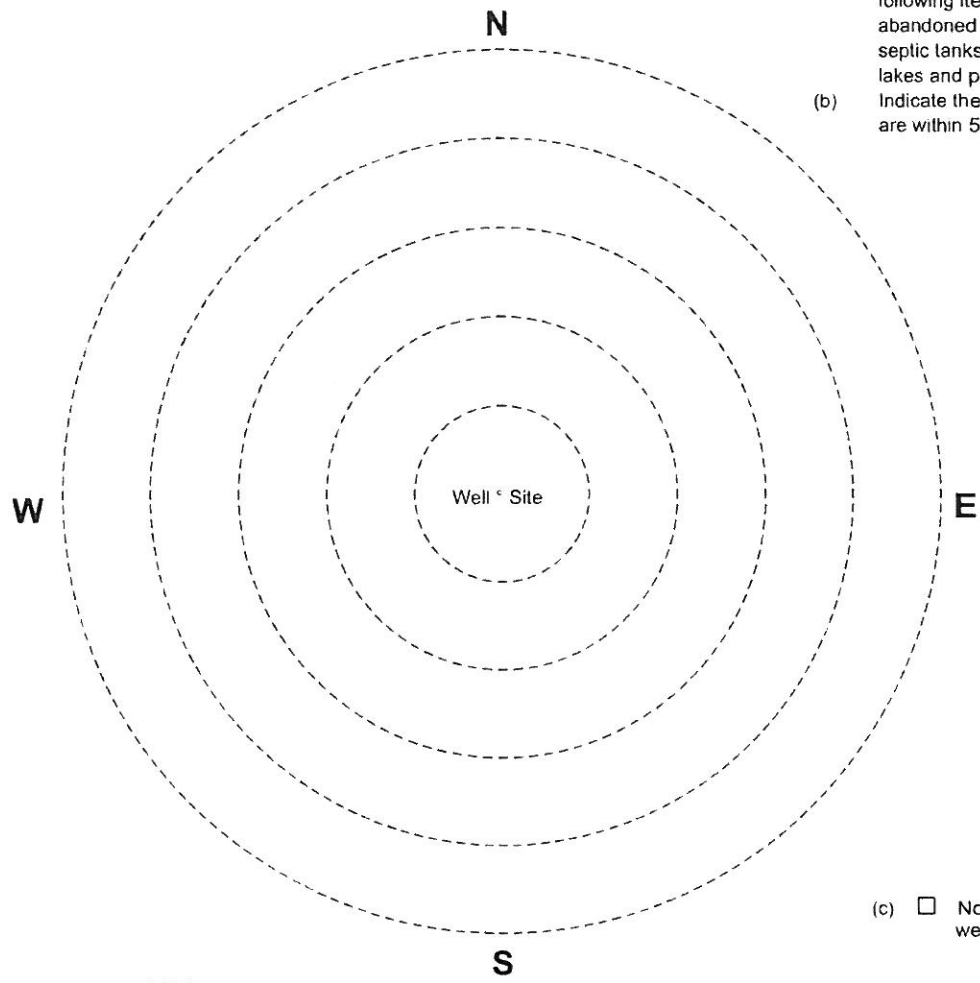 following ite
abandoned
septic tanks
lakes and p
(b) Indicate the
are within 5
N
W
Well ° Site
E
(c) ☐ No
we
S